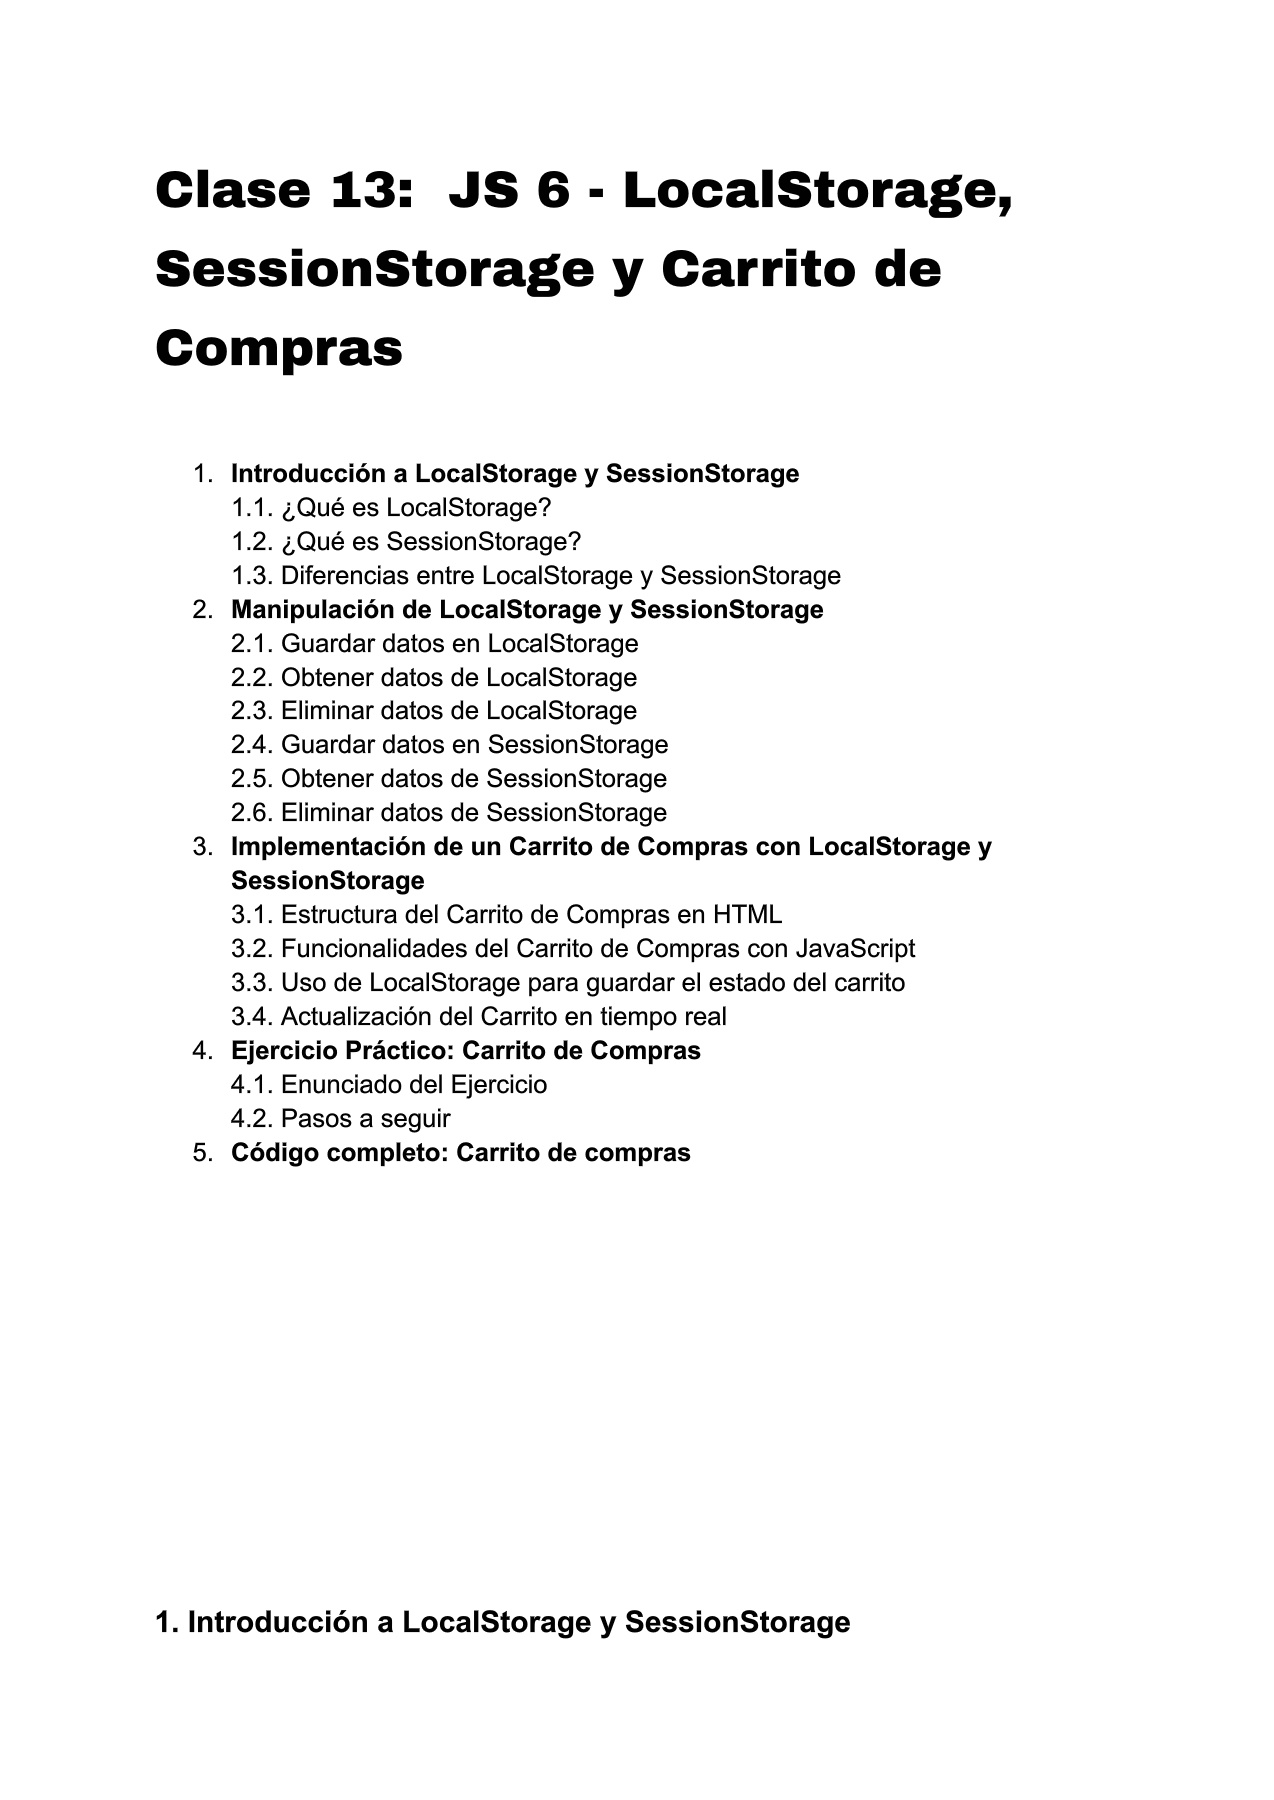 Clase 13:  JS 6 - LocalStorage,
SessionStorage y Carrito de
Compras
1. Introducción a LocalStorage y SessionStorage
1.1. ¿Qué es LocalStorage?
1.2. ¿Qué es SessionStorage?
1.3. Diferencias entre LocalStorage y SessionStorage
2. Manipulación de LocalStorage y SessionStorage
2.1. Guardar datos en LocalStorage
2.2. Obtener datos de LocalStorage
2.3. Eliminar datos de LocalStorage
2.4. Guardar datos en SessionStorage
2.5. Obtener datos de SessionStorage
2.6. Eliminar datos de SessionStorage
3. Implementación de un Carrito de Compras con LocalStorage y
SessionStorage
3.1. Estructura del Carrito de Compras en HTML
3.2. Funcionalidades del Carrito de Compras con JavaScript
3.3. Uso de LocalStorage para guardar el estado del carrito
3.4. Actualización del Carrito en tiempo real
4. Ejercicio Práctico: Carrito de Compras
4.1. Enunciado del Ejercicio
4.2. Pasos a seguir
5. Código completo: Carrito de compras
1. Introducción a LocalStorage y SessionStorage